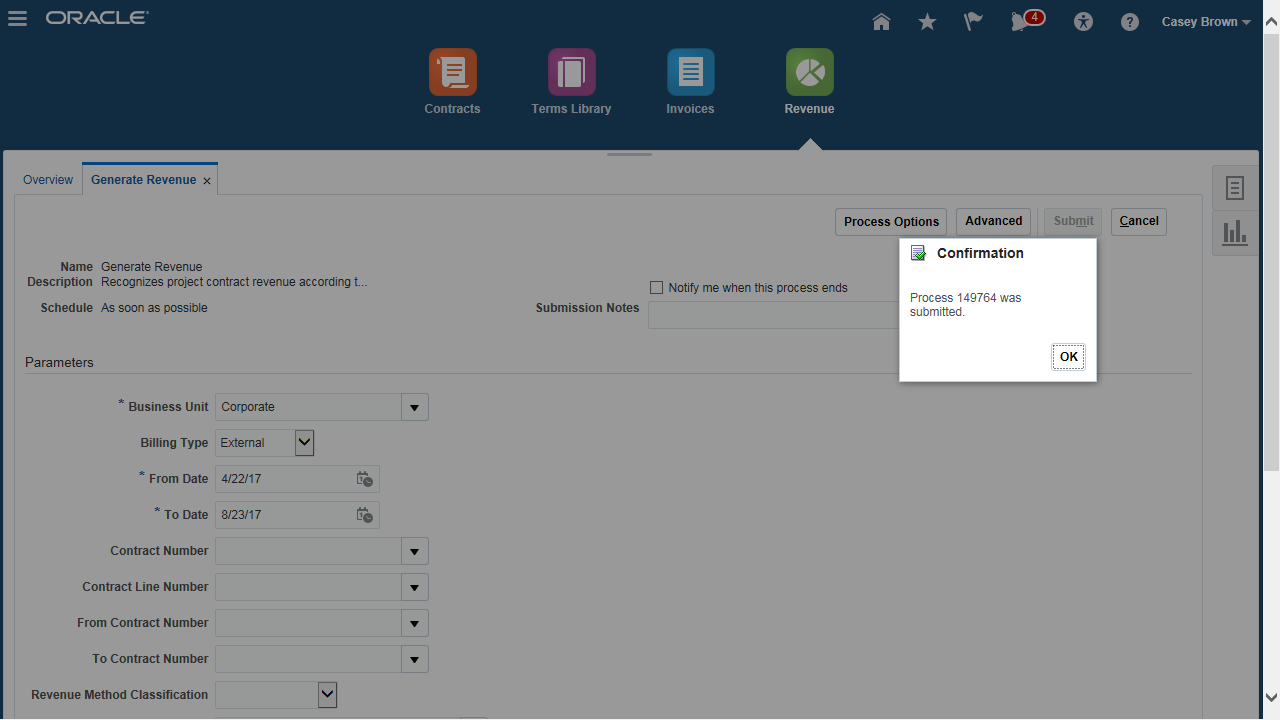 ORACLE
4
Casey Brown
Contracts
Terms Library
Invoices
Revenue
Overview
Generate Revenue
Process Options
Advanced
Submit
Cancel
Confirmation
Process 149764 was
submitted.
OK
Name Generate Revenue
Description Recognizes project contract revenue according t...
Notify me when this process ends
Schedule As soon as possible
Submission Notes
Parameters
* Business Unit Corporate
Billing Type External
* From Date 4/22/17
* To Date 8/23/17
Contract Number
Contract Line Number
From Contract Number
To Contract Number
Revenue Method Classification